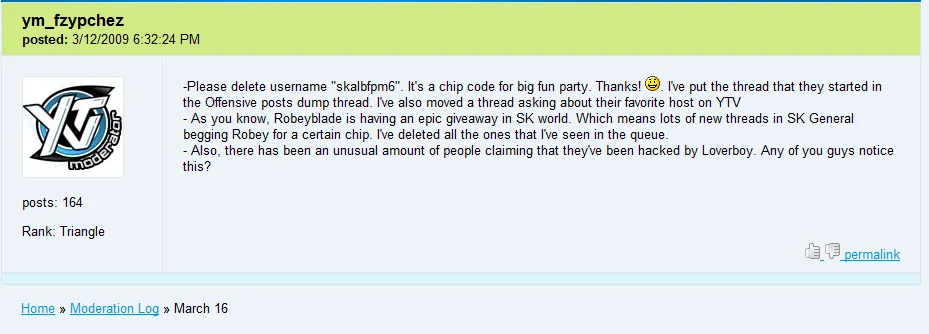 ym_fzypchez
posted: 3/12/2009 6:32:24 PM
YTV
moderator
-Please delete username "skalbfpm6". It's a chip code for big fun party. Thanks! . I've put the thread that they started in
the Offensive posts dump thread. I've also moved a thread asking about their favorite host on YTV
- As you know, Robeyblade is having an epic giveaway in SK world. Which means lots of new threads in SK General
begging Robey for a certain chip. I've deleted all the ones that I've seen in the queue.
- Also, there has been an unusual amount of people claiming that they've been hacked by Loverboy. Any of you guys notice
this?
posts: 164
Rank: Triangle
permalink
Home » Moderation Log » March 16